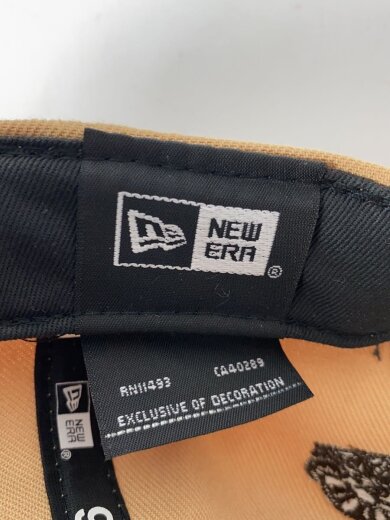 NEW
ERA
®
RN11493 CA40289
EXCLUSIVE OF DECORATION
NEW
ERA
®